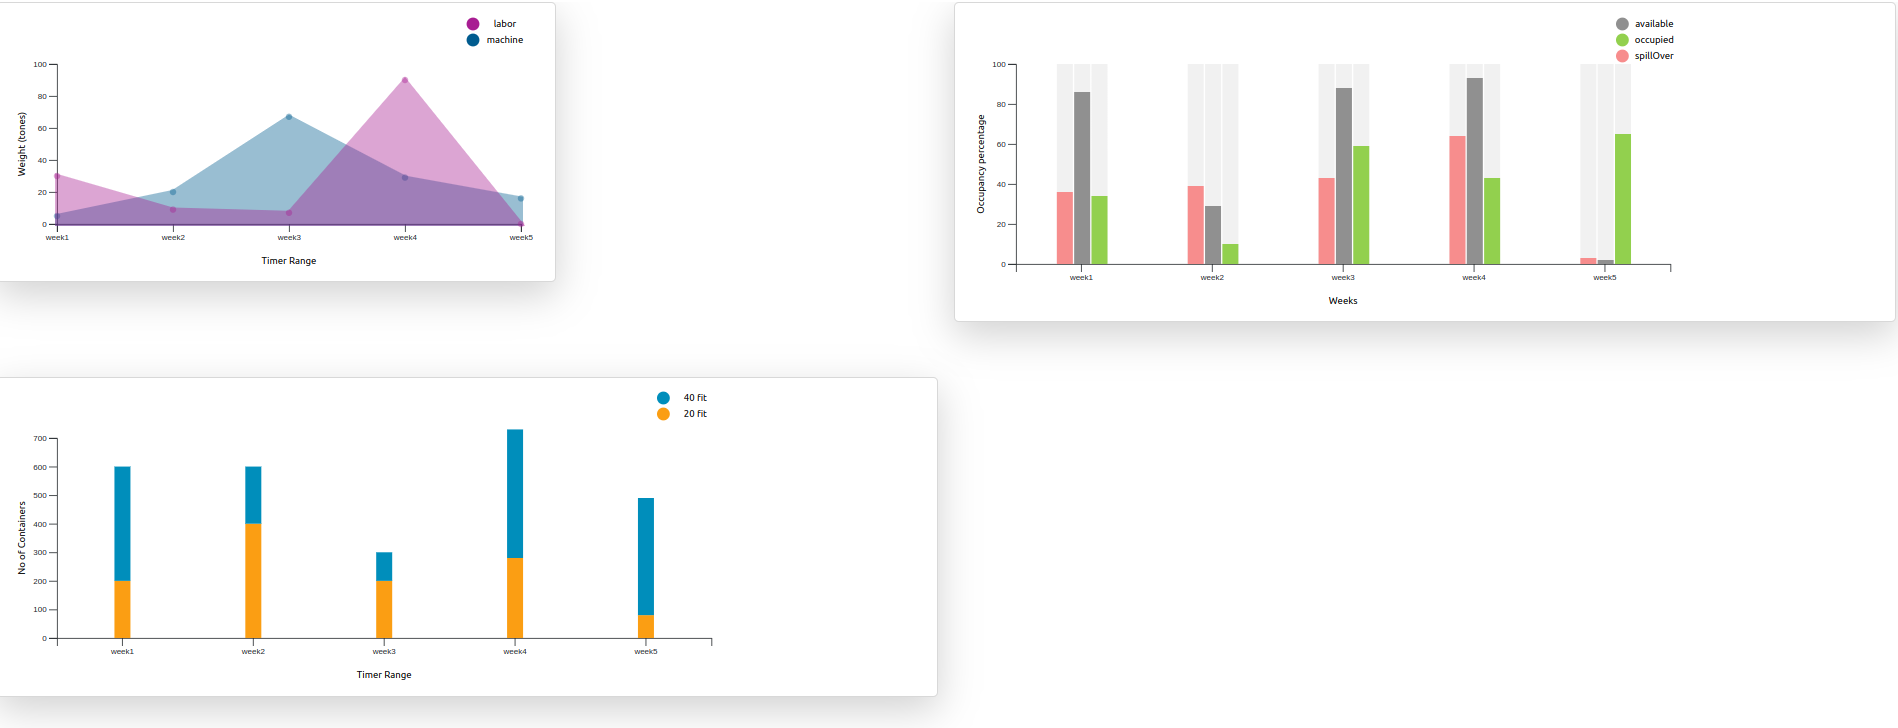 labor
machine
100
80
60
40
20
0
Weight (tones)
week1 week2 week3 week4 week5
Timer Range
available
occupied
spillOver
100
80
60
40
20
0
Occupancy percentage
week1 week2 week3 week4 week5
Weeks
40 fit
20 fit
700
600
500
400
300
200
100
0
No of Containers
week1 week2 week3 week4 week5
Timer Range